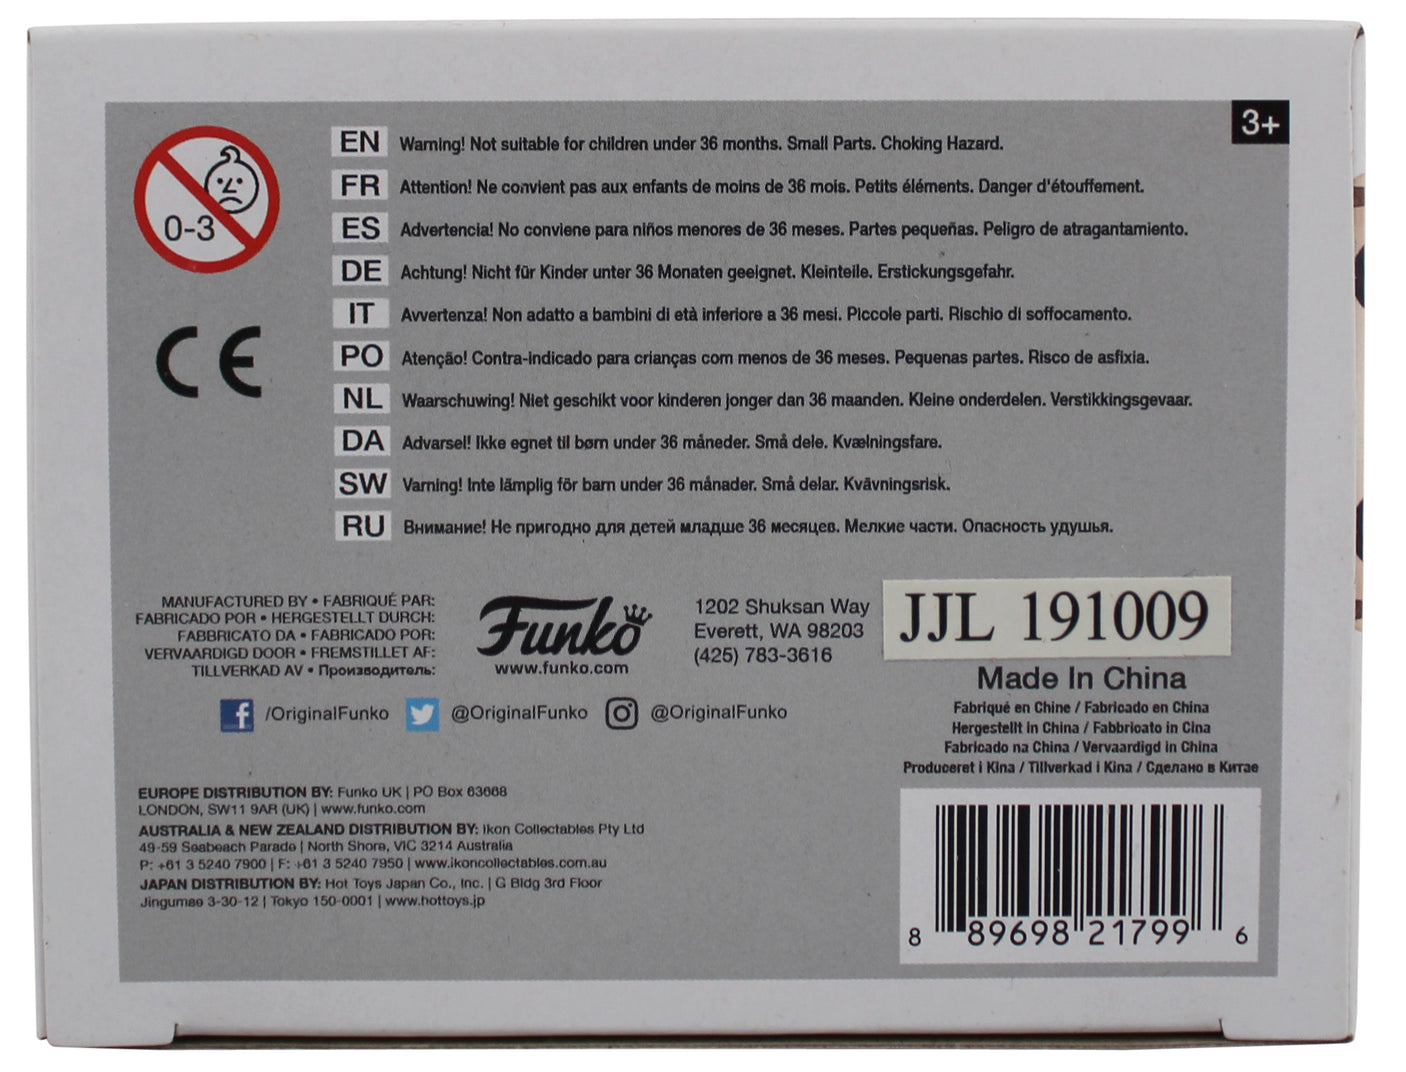 3+
0-3
EN Warning! Not suitable for children under 36 months. Small Parts. Choking Hazard.
FR Attention! Ne convient pas aux enfants de moins de 36 mois. Petits éléments. Danger d'étouffement.
ES Advertencia! No conviene para niños menores de 36 meses. Partes pequeñas. Peligro de atragantamiento.
DE Achtung! Nicht für Kinder unter 36 Monaten geeignet. Kleinteile. Erstickungsgefahr.
IT Avvertenza! Non adatto a bambini di età inferiore a 36 mesi. Piccole parti. Rischio di soffocamento.
PO Atenção! Contra-indicado para crianças com menos de 36 meses. Pequenas partes. Risco de asfixia.
NL Waarschuwing! Niet geschikt voor kinderen jonger dan 36 maanden. Kleine onderdelen. Verstikkingsgevaar.
DA Advarsel! Ikke egnet til børn under 36 måneder. Små dele. Kvælningsfare.
SW Varning! Inte lämplig för barn under 36 månader. Små delar. Kvävningsrisk.
RU Внимание! Не пригодно для детей младше 36 месяцев. Мелкие части. Опасность удушья.
CE
MANUFACTURED BY • FABRIQUÉ PAR:
FABRICADO POR • HERGESTELLT DURCH:
FABBRICATO DA • FABRICADO POR:
VERVAARDIGD DOOR • FREMSTILLET AF:
TILLVERKAD AV • Производитель:
Funko
www.funko.com
1202 Shuksan Way
Everett, WA 98203
(425) 783-3616
JJL 191009
Made In China
Fabriqué en Chine / Fabricado en China
Hergestellt in China / Fabbricato in Cina
Fabricado na China / Vervaardigd in China
Produceret i Kina / Tillverkad i Kina / Сделано в Китае
/OriginalFunko @OriginalFunko @OriginalFunko
EUROPE DISTRIBUTION BY: Funko UK | PO Box 63668
LONDON, SW11 9AR (UK) | www.funko.com
AUSTRALIA & NEW ZEALAND DISTRIBUTION BY: Ikon Collectables Pty Ltd
49-59 Seabeach Parade | North Shore, VIC 3214 Australia
P: +61 3 5240 7900 | F: +61 3 5240 7950 | www.ikoncollectables.com.au
JAPAN DISTRIBUTION BY: Hot Toys Japan Co., Inc. | G Bldg 3rd Floor
Jingumae 3-30-12 | Tokyo 150-0001 | www.hottoys.jp
8 89698 21799 6